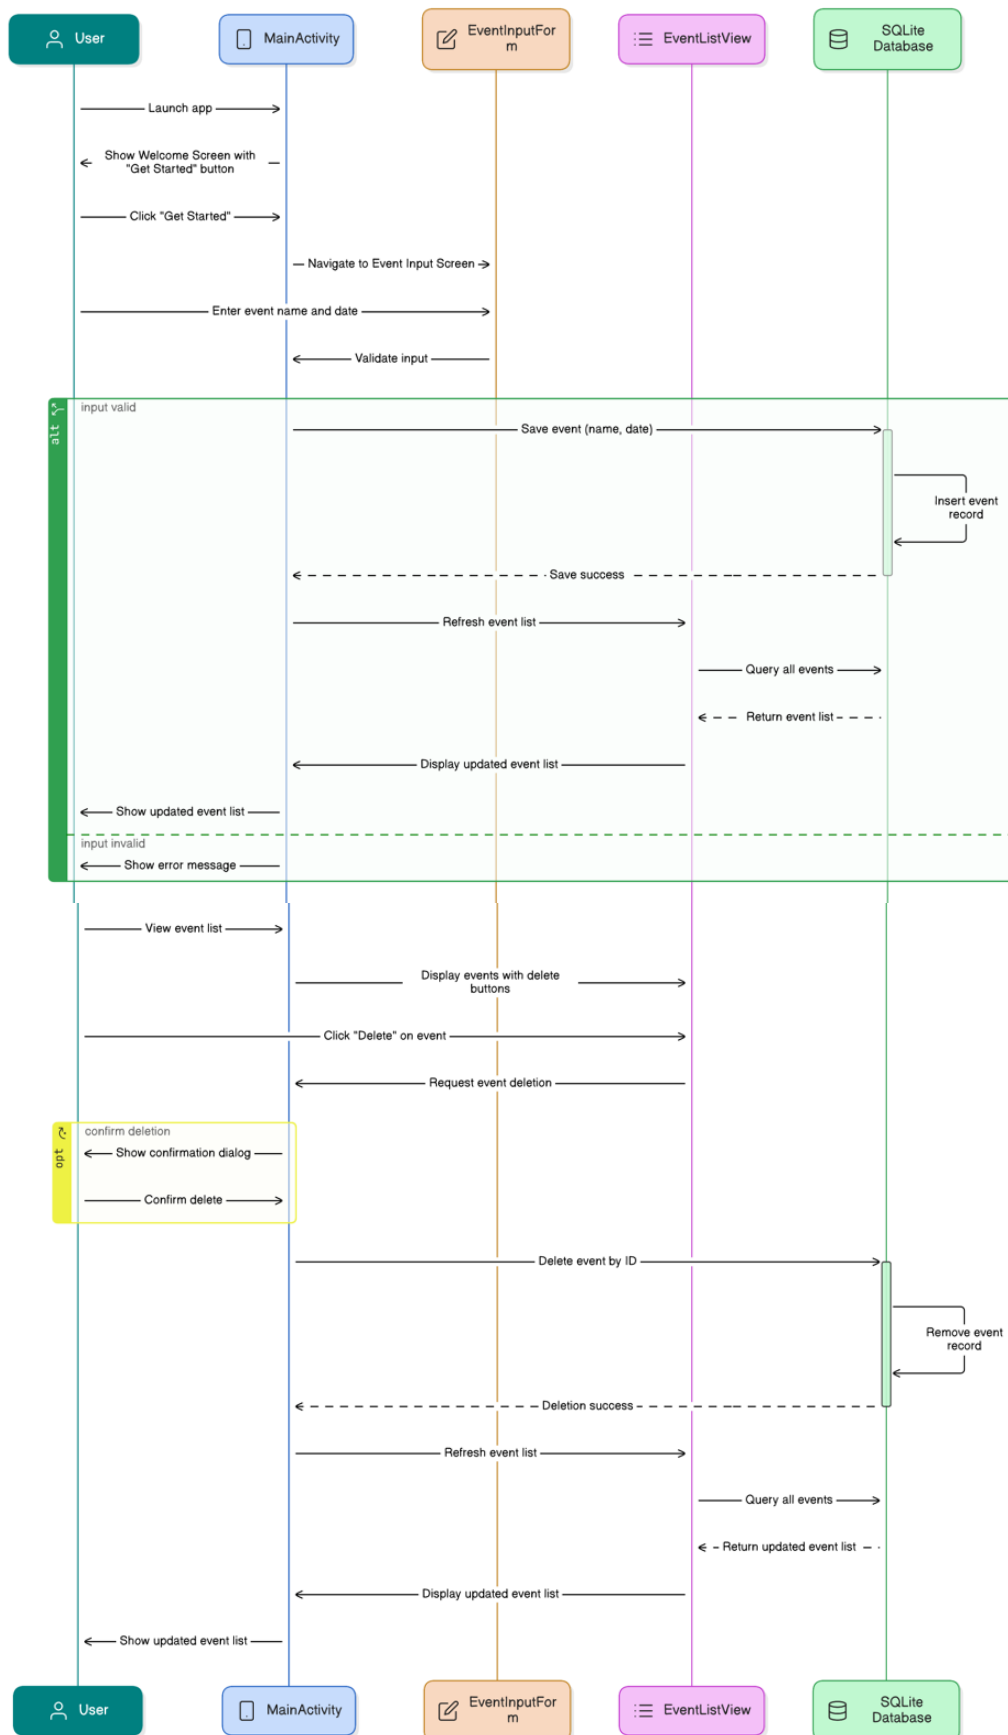 User
MainActivity
EventInputFor
m
EventListView
SQLite
Database
Launch app
Show Welcome Screen with
"Get Started" button
Click "Get Started"
Navigate to Event Input Screen
Enter event name and date
Validate input
alt
input valid
Save event (name, date)
Insert event
record
Save success
Refresh event list
Query all events
Return event list
Display updated event list
Show updated event list
input invalid
Show error message
View event list
Display events with delete
buttons
Click "Delete" on event
Request event deletion
opt
confirm deletion
Show confirmation dialog
Confirm delete
Delete event by ID
Remove event
record
Deletion success
Refresh event list
Query all events
Return updated event list
Display updated event list
Show updated event list
User
MainActivity
EventInputFor
m
EventListView
SQLite
Database